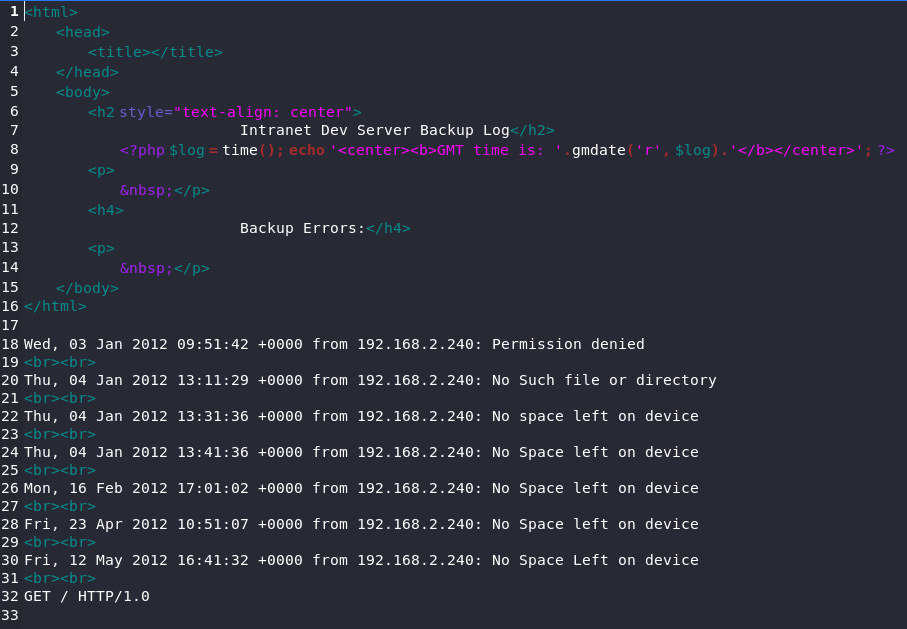 1 <html>
2 <head>
3 <title></title>
4 </head>
5 <body>
6 <h2 style="text-align: center">
7 Intranet Dev Server Backup Log</h2>
8 <?php $log = time(); echo '<center><b>GMT time is: '.gmdate('r', $log).'</b></center>'; ?>
9 <p>
10 &nbsp;</p>
11 <h4>
12 Backup Errors:</h4>
13 <p>
14 &nbsp;</p>
15 </body>
16 </html>
17
18 Wed, 03 Jan 2012 09:51:42 +0000 from 192.168.2.240: Permission denied
19 <br><br>
20 Thu, 04 Jan 2012 13:11:29 +0000 from 192.168.2.240: No Such file or directory
21 <br><br>
22 Thu, 04 Jan 2012 13:31:36 +0000 from 192.168.2.240: No space left on device
23 <br><br>
24 Thu, 04 Jan 2012 13:41:36 +0000 from 192.168.2.240: No Space left on device
25 <br><br>
26 Mon, 16 Feb 2012 17:01:02 +0000 from 192.168.2.240: No Space left on device
27 <br><br>
28 Fri, 23 Apr 2012 10:51:07 +0000 from 192.168.2.240: No Space left on device
29 <br><br>
30 Fri, 12 May 2012 16:41:32 +0000 from 192.168.2.240: No Space Left on device
31 <br><br>
32 GET / HTTP/1.0
33